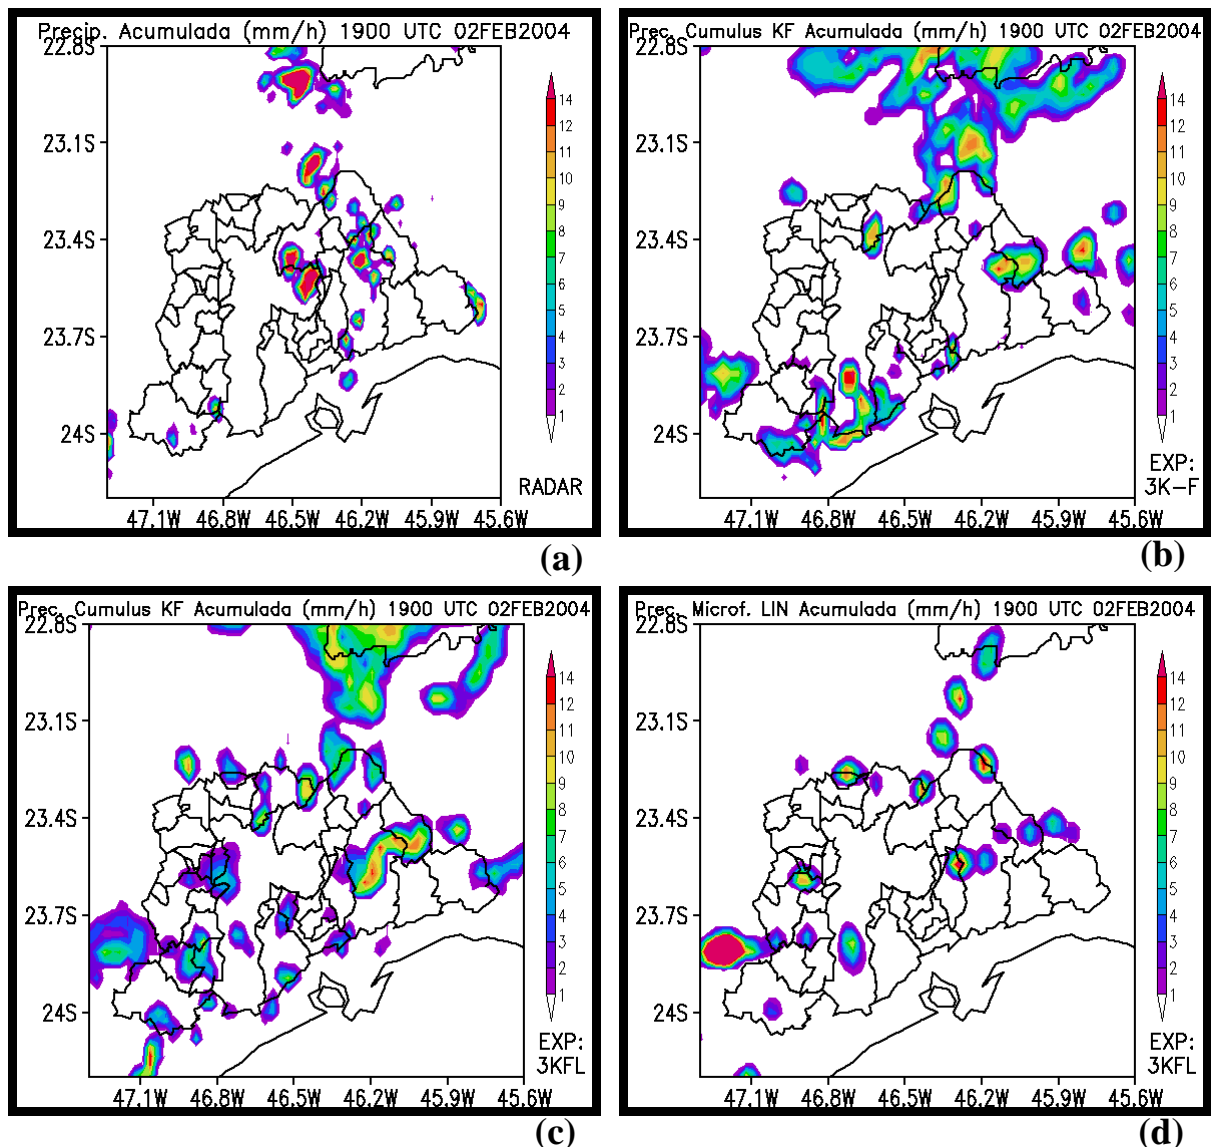 Precip. Acumulada (mm/h) 1900 UTC 02FEB2004
22.8S
23.1S
23.4S
23.7S
24S
47.1W 46.8W 46.5W 46.2W 45.9W 45.6W
14
12
11
10
9
8
7
6
5
4
3
2
1
RADAR
(a)
Prec. Cumulus KF Acumulada (mm/h) 1900 UTC 02FEB2004
22.8S
23.1S
23.4S
23.7S
24S
47.1W 46.8W 46.5W 46.2W 45.9W 45.6W
14
12
11
10
9
8
7
6
5
4
3
2
1
EXP:
3K-F
(b)
Prec. Cumulus KF Acumulada (mm/h) 1900 UTC 02FEB2004
22.8S
23.1S
23.4S
23.7S
24S
47.1W 46.8W 46.5W 46.2W 45.9W 45.6W
14
12
11
10
9
8
7
6
5
4
3
2
1
EXP:
3KFL
(c)
Prec. Microf. LIN Acumulada (mm/h) 1900 UTC 02FEB2004
22.8S
23.1S
23.4S
23.7S
24S
47.1W 46.8W 46.5W 46.2W 45.9W 45.6W
14
12
11
10
9
8
7
6
5
4
3
2
1
EXP:
3KFL
(d)